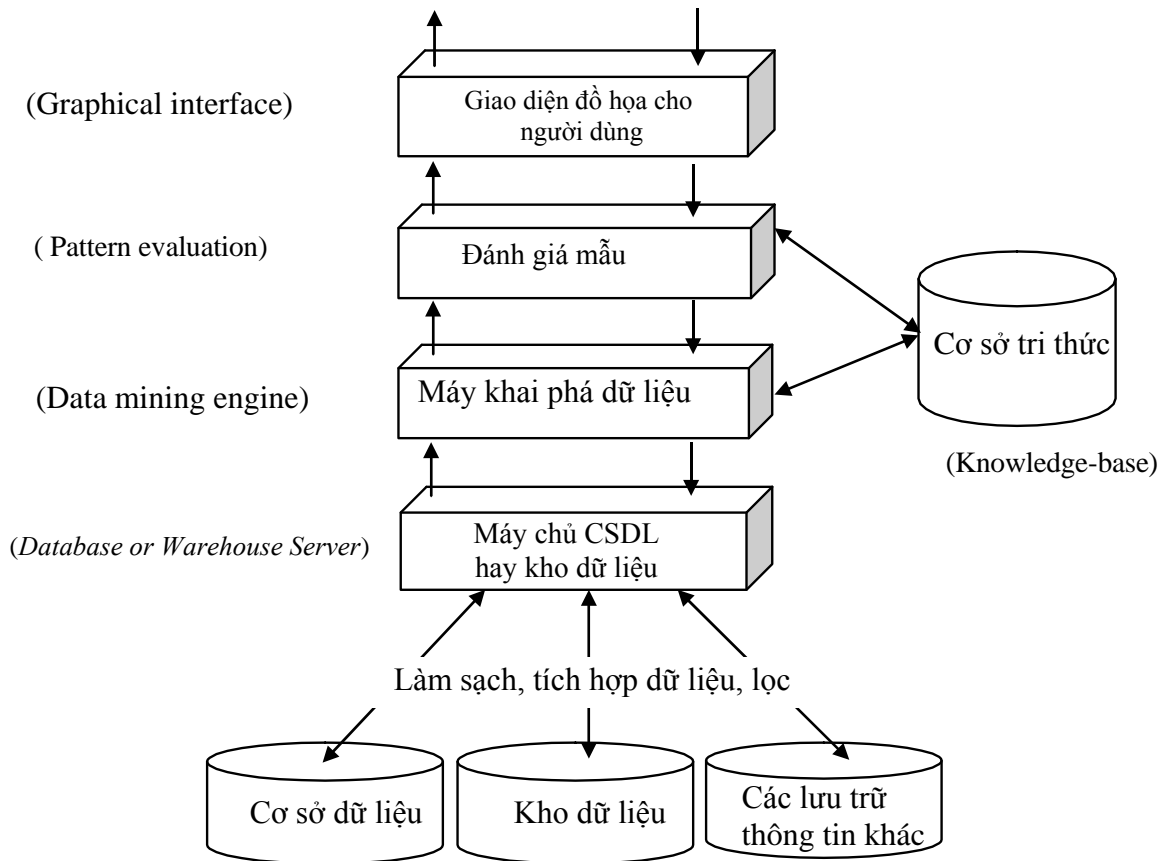 (Graphical interface)
Giao diện đồ họa cho
người dùng
( Pattern evaluation)
Đánh giá mẫu
Cơ sở tri thức
(Data mining engine)
Máy khai phá dữ liệu
(Knowledge-base)
(Database or Warehouse Server)
Máy chủ CSDL
hay kho dữ liệu
Làm sạch, tích hợp dữ liệu, lọc
Cơ sở dữ liệu
Kho dữ liệu
Các lưu trữ
thông tin khác